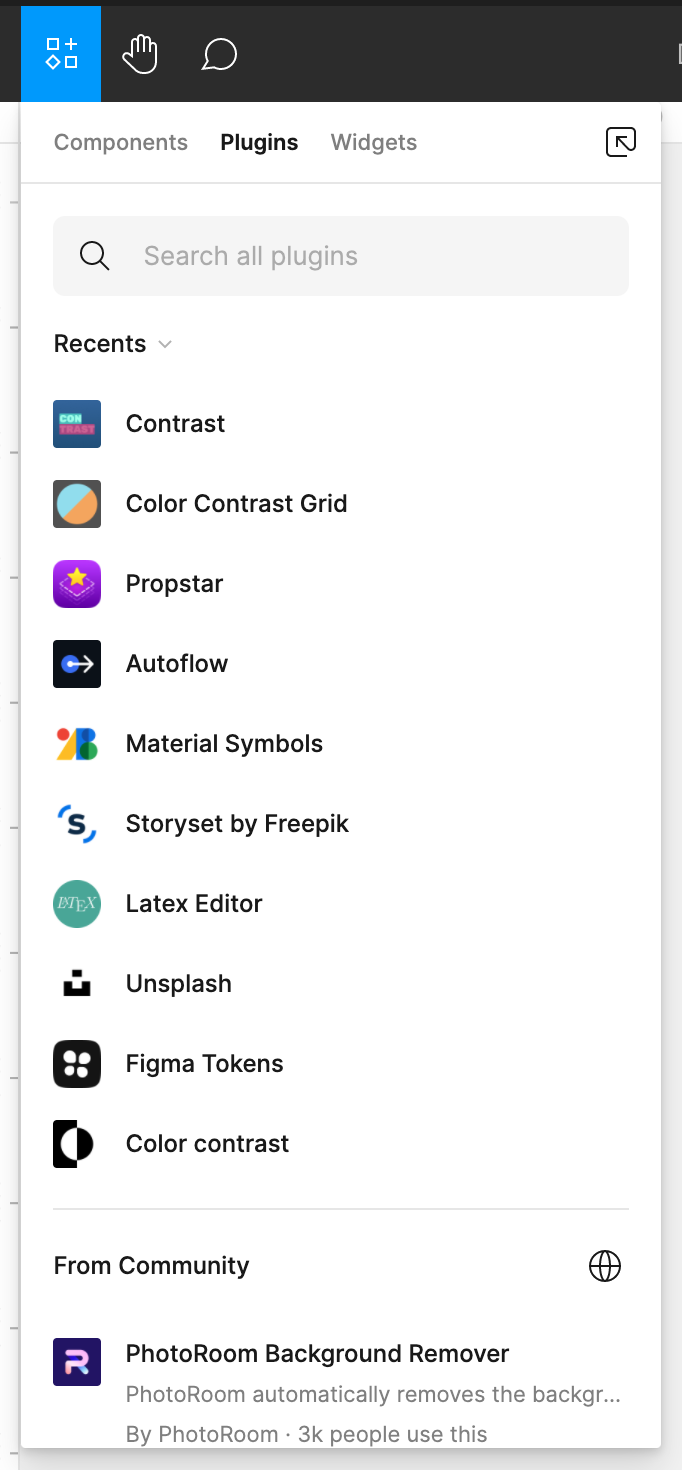 Components Plugins Widgets
Search all plugins
Recents
CON
TRAST
Contrast
Color Contrast Grid
Propstar
Autoflow
Material Symbols
S
Storyset by Freepik
LATEX
Latex Editor
Unsplash
Figma Tokens
Color contrast
From Community
R
PhotoRoom Background Remover
PhotoRoom automatically removes the backgr...
By PhotoRoom · 3k people use this